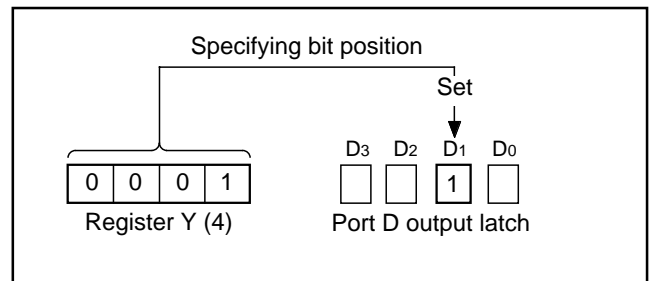 Specifying bit position
Set
D3 D2 D1 D0
0 0 0 1 1
Register Y (4) Port D output latch